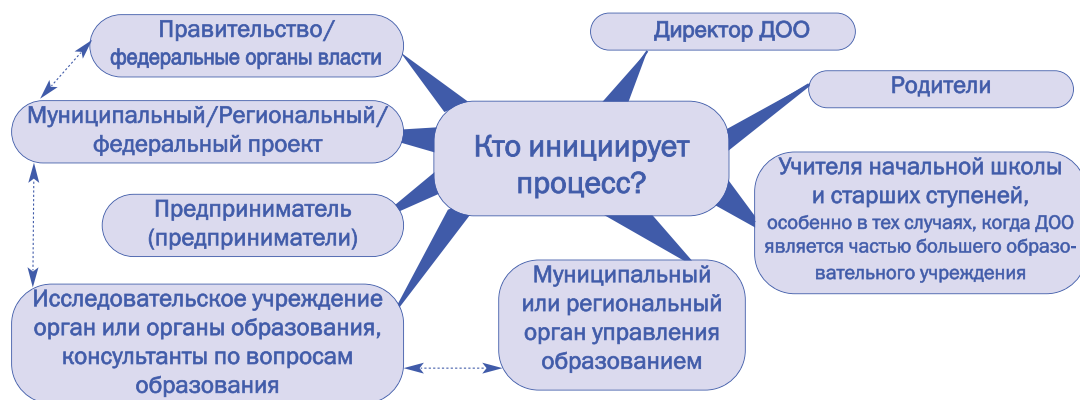 Правительство/
федеральные органы власти
Директор ДОО
Родители
Муниципальный/Региональный/
федеральный проект
Кто инициирует
процесс?
Учителя начальной школы
и старших ступеней,
особенно в тех случаях, когда ДОО
является частью большего образо-
вательного учреждения
Предприниматель
(предприниматели)
Исследовательское учреждение
орган или органы образования,
консультанты по вопросам
образования
Муниципальный
или региональный
орган управления
образованием